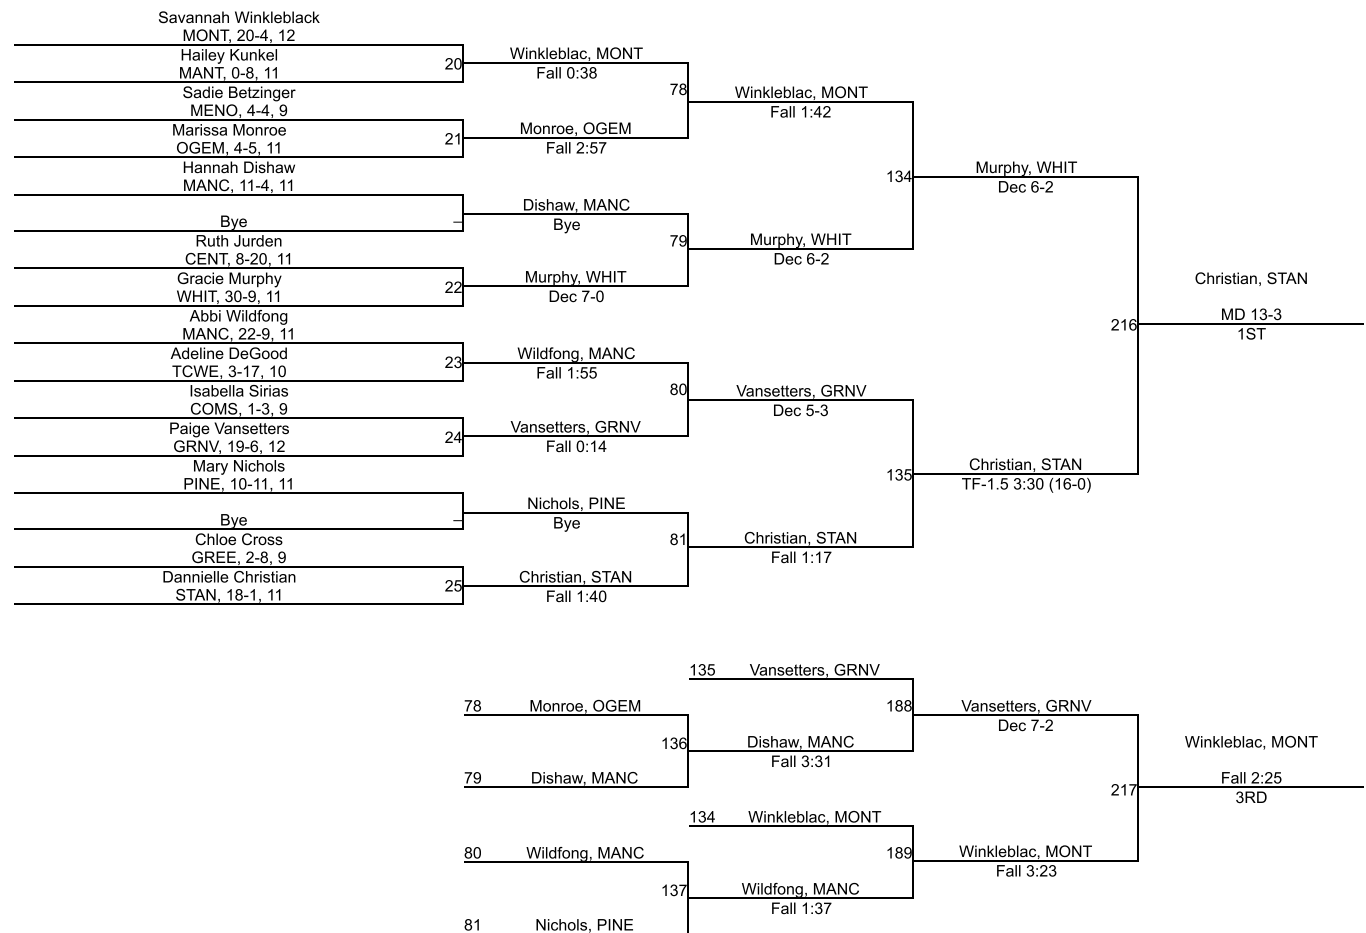 Savannah Winkleblack
MONT, 20-4, 12
Hailey Kunkel
MANT, 0-8, 11
Sadie Betzinger
MENO, 4-4, 9
Marissa Monroe
OGEM, 4-5, 11
Hannah Dishaw
MANC, 11-4, 11
Bye
Ruth Jurden
CENT, 8-20, 11
Gracie Murphy
WHIT, 30-9, 11
Abbi Wildfong
MANC, 22-9, 11
Adeline DeGood
TCWE, 3-17, 10
Isabella Sirias
COMS, 1-3, 9
Paige Vansetters
GRNV, 19-6, 12
Mary Nichols
PINE, 10-11, 11
Bye
Chloe Cross
GREE, 2-8, 9
Dannielle Christian
STAN, 18-1, 11
20
21
–
22
23
24
–
25
Winkleblac, MONT
Fall 0:38
Monroe, OGEM
Fall 2:57
Dishaw, MANC
Bye
Murphy, WHIT
Dec 7-0
Wildfong, MANC
Fall 1:55
Vansetters, GRNV
Fall 0:14
Nichols, PINE
Bye
Christian, STAN
Fall 1:40
78
79
80
81
Winkleblac, MONT
Fall 1:42
Murphy, WHIT
Dec 6-2
Vansetters, GRNV
Dec 5-3
Christian, STAN
Fall 1:17
134
135
Murphy, WHIT
Dec 6-2
Christian, STAN
TF-1.5 3:30 (16-0)
216
Christian, STAN
MD 13-3
1ST
78 Monroe, OGEM
79 Dishaw, MANC
80 Wildfong, MANC
81 Nichols, PINE
136
137
135 Vansetters, GRNV
Dishaw, MANC
Fall 3:31
134 Winkleblac, MONT
Wildfong, MANC
Fall 1:37
188
189
Vansetters, GRNV
Dec 7-2
Winkleblac, MONT
Fall 3:23
217
Winkleblac, MONT
Fall 2:25
3RD